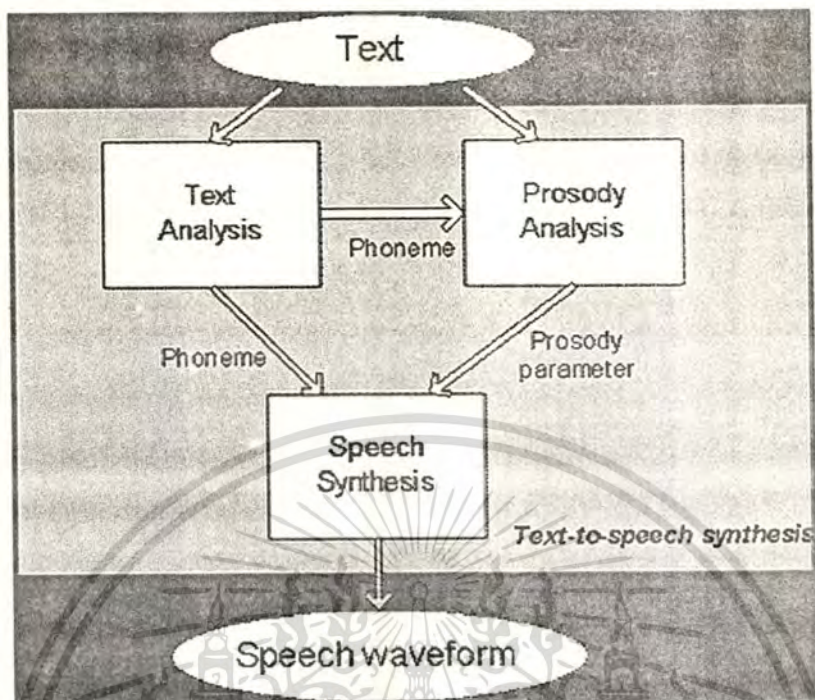 Text
Text
Analysis
Prosody
Analysis
Phoneme
Phoneme
Prosody
parameter
Speech
Synthesis
Text-to-speech synthesis
Speech waveform